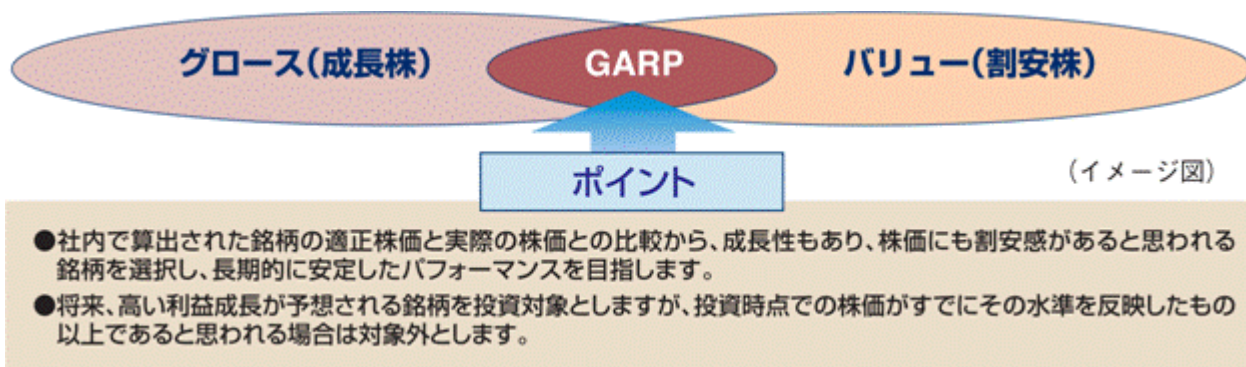 グロース(成長株)
GARP
バリュー(割安株)
ポイント
(イメージ図)
●社内で算出された銘柄の適正株価と実際の株価との比較から、成長性もあり、株価にも割安感があると思われる
銘柄を選択し、長期的に安定したパフォーマンスを目指します。
●将来、高い利益成長が予想される銘柄を投資対象としますが、投資時点での株価がすでにその水準を反映したもの
以上であると思われる場合は対象外とします。